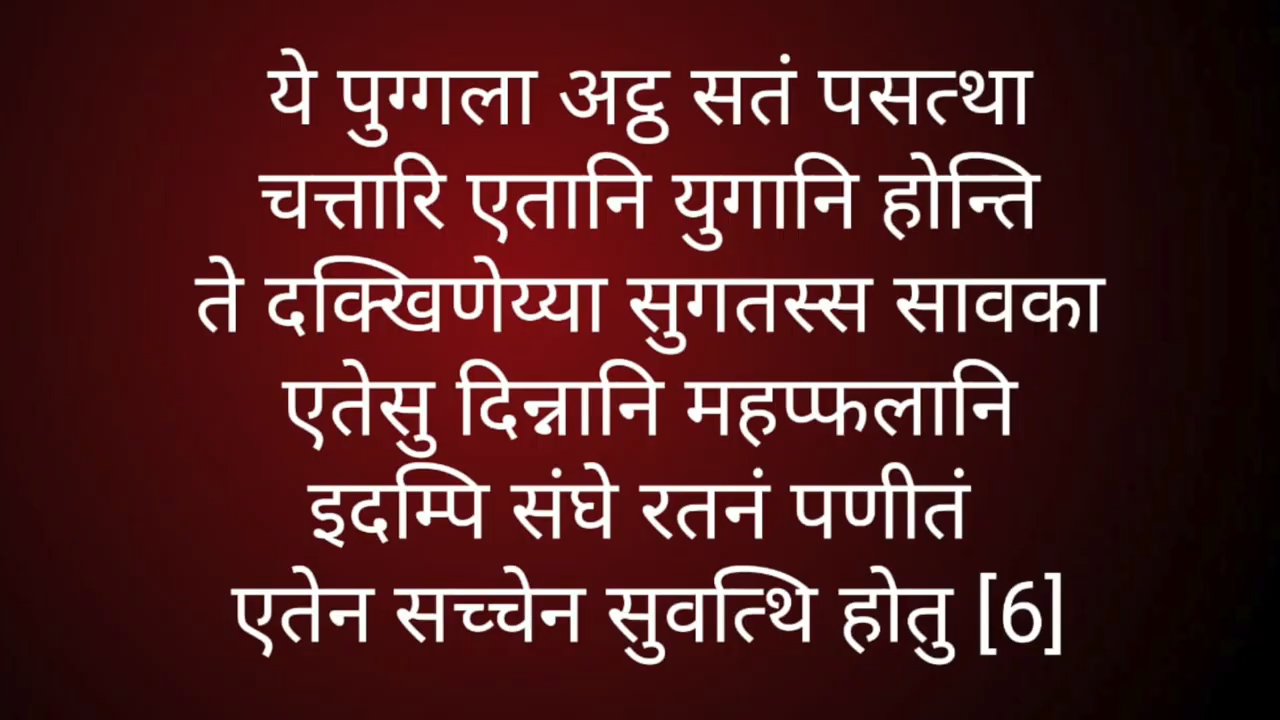 ये पुग्गला अट्ठ सतं पसत्था
चत्तारि एतानि युगानि होन्ति
ते दक्खिणेय्या सुगतस्स सावका
एतेसु दिन्नानि महप्फलानि
इदम्पि संघे रतनं पणीतं
एतेन सच्चेन सुवत्थि होतु [6]